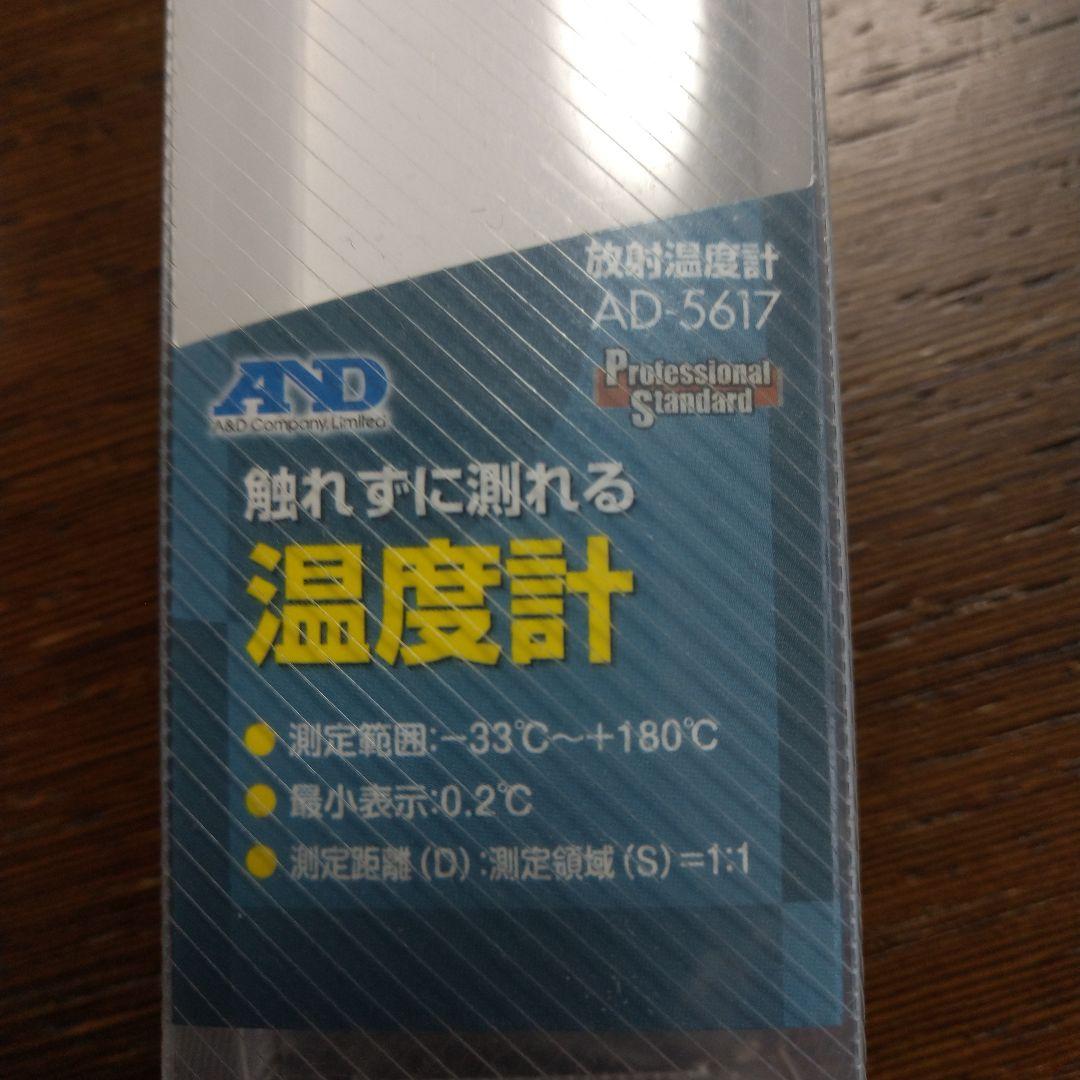 放射温度計
AD-5617
AND
A&D Company, Limited
Professional
Standard
触れずに測れる
温度計
● 測定範囲:−33℃〜+180℃
● 最小表示:0.2℃
● 測定距離(D):測定領域(S)=1:1